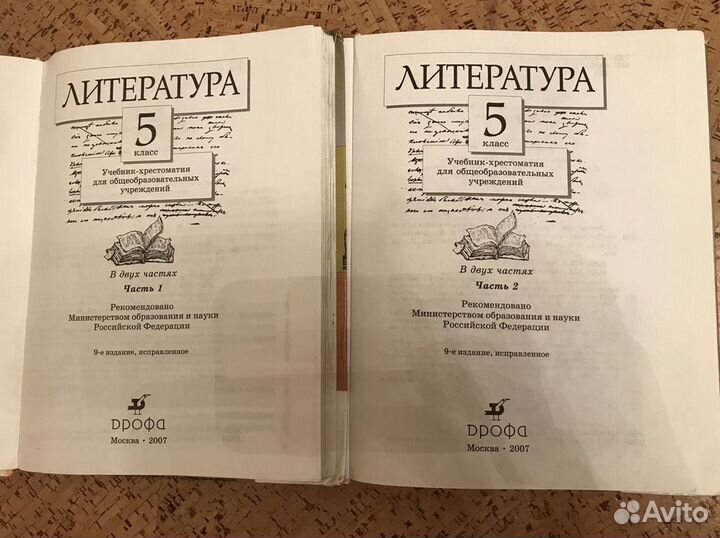 ЛИТЕРАТУРА
5
класс
Учебник-хрестоматия
для общеобразовательных
учреждений
В двух частях
Часть 1
Рекомендовано
Министерством образования и науки
Российской Федерации
9-е издание, исправленное
дрофа
Москва · 2007
ЛИТЕРАТУРА
5
класс
Учебник-хрестоматия
для общеобразовательных
учреждений
В двух частях
Часть 2
Рекомендовано
Министерством образования и науки
Российской Федерации
9-е издание, исправленное
дрофа
Москва · 2007
Avito